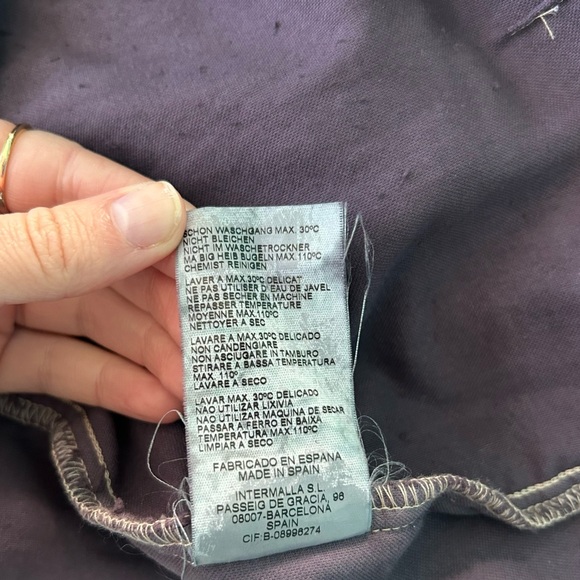 SCHON WASCHGANG MAX. 30ºC
NICHT BLEICHEN
NICHT IM WASCHETROCKNER
MA BIG HEIB BUGELN MAX.110ºC
CHEMIST REINIGEN
LAVER A MAX.30ºC DELICAT
NE PAS UTILISER D'EAU DE JAVEL
NE PAS SECHER EN MACHINE
REPASSER TEMPERATURE
MOYENNE MAX.110ºC
NETTOYER A SEC
LAVARE A MAX.30ºC DELICADO
NON CANDENGIARE
NON ASCIUGARE IN TAMBURO
STIRARE A BASSA TEMPERATURA
MAX. 110º
LAVARE A SECO
LAVAR MAX. 30ºC DELICADO
NAO UTILIZAR LIXIVIA
NAO UTILIZAR MAQUINA DE SECAR
PASSAR A FERRO EN BAIXA
TEMPERATURA MAX. 110ºC
LIMPIAR A SECO
FABRICADO EN ESPAÑA
MADE IN SPAIN
INTERMALLA S.L.
PASSEIG DE GRACIA, 98
08007-BARCELONA
SPAIN
CIF:B-08998274